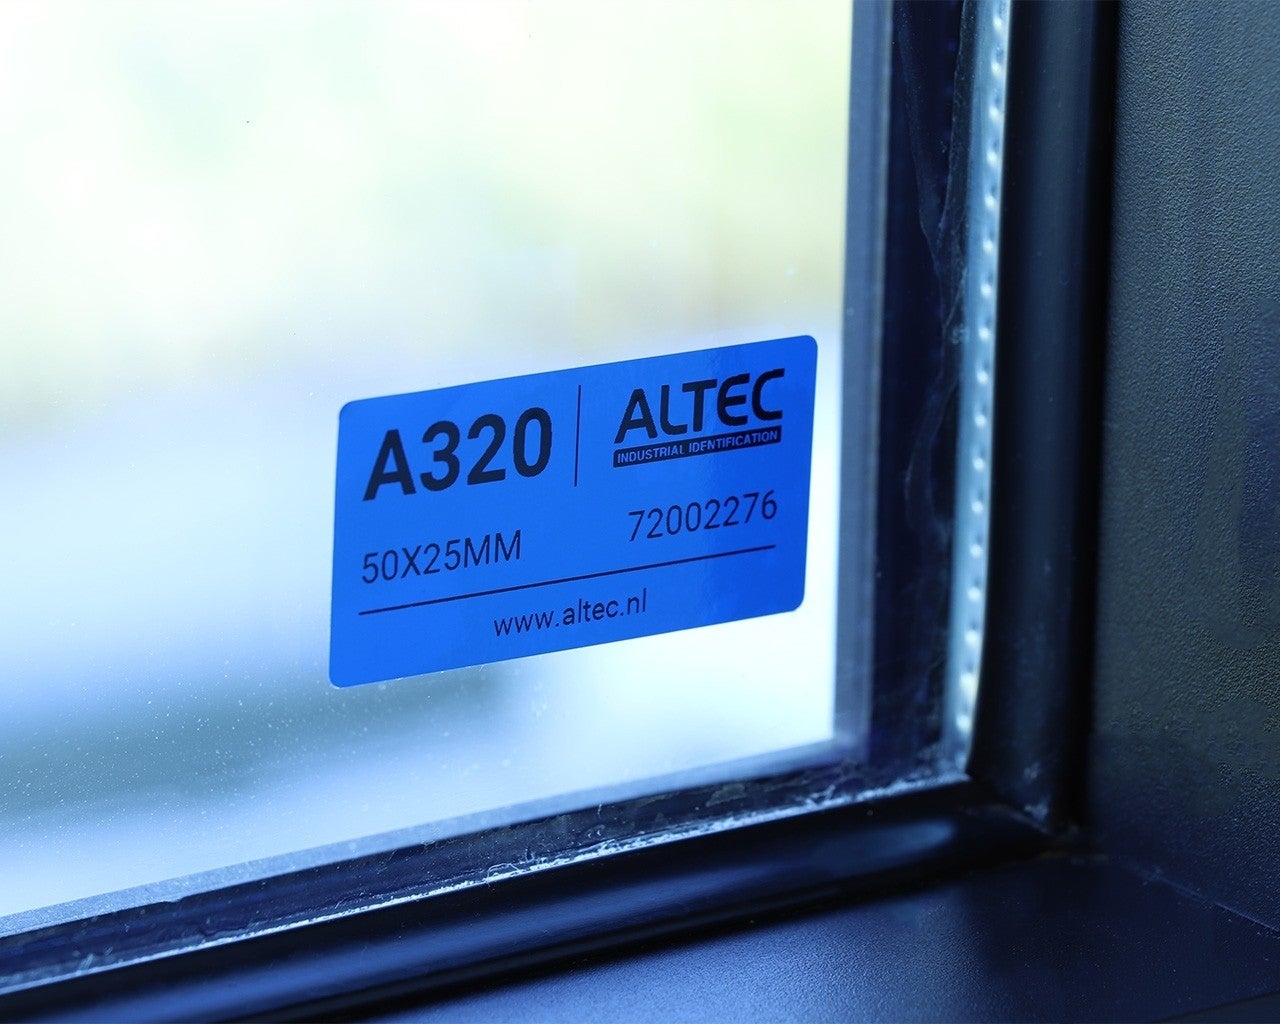 A320
ALTEC
INDUSTRIAL IDENTIFICATION
50X25MM
72002276
www.altec.nl